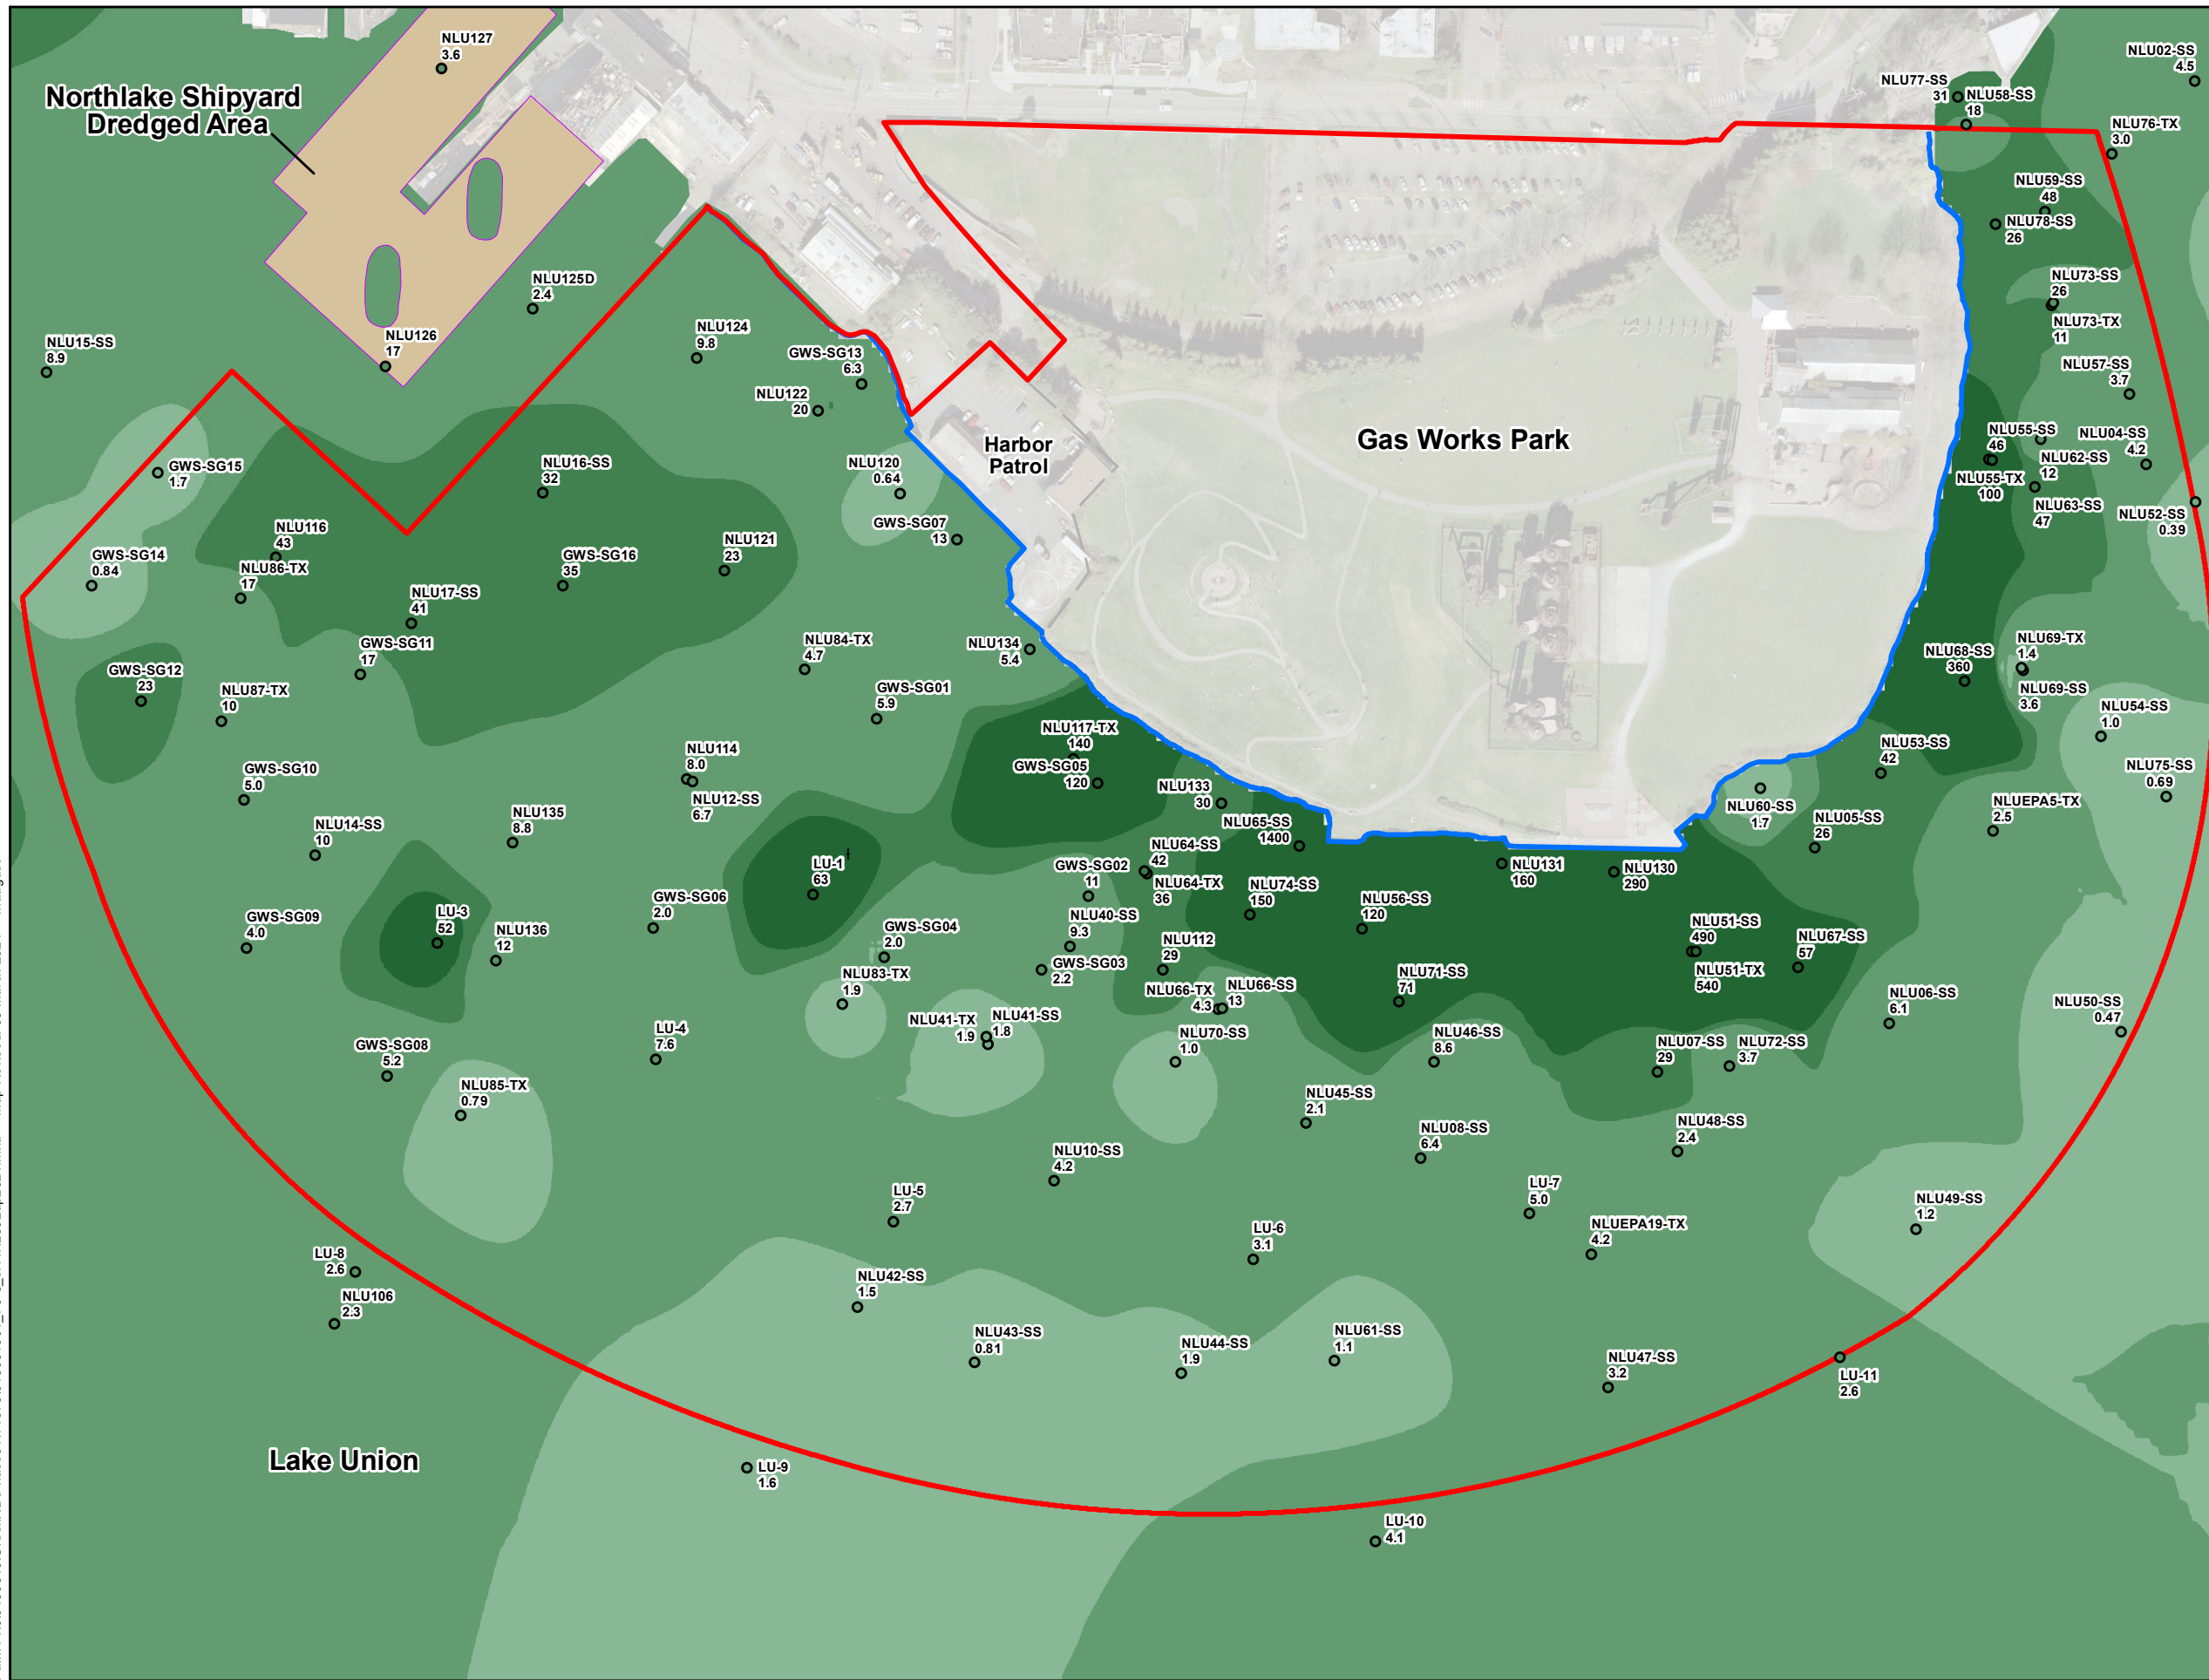 NLU127
3.6
Northlake Shipyard
Dredged Area
NLU02-SS
4.5
NLU77-SS
31
NLU58-SS
18
NLU76-TX
3.0
NLU59-SS
48
NLU78-SS
26
NLU125D
2.4
NLU73-SS
26
NLU73-TX
11
NLU126
17
NLU15-SS
8.9
NLU124
9.8
GWS-SG13
6.3
NLU122
20
NLU57-SS
3.7
Harbor
Patrol
Gas Works Park
NLU55-SS
46
NLU04-SS
4.2
NLU62-SS
12
NLU55-TX
100
NLU63-SS
47
NLU52-SS
0.39
GWS-SG15
1.7
NLU16-SS
32
NLU120
0.64
GWS-SG07
13
NLU116
43
NLU86-TX
17
GWS-SG14
0.84
GWS-SG16
35
NLU121
23
NLU17-SS
41
GWS-SG11
17
NLU84-TX
4.7
NLU134
5.4
NLU69-TX
1.4
NLU68-SS
360
NLU69-SS
3.6
GWS-SG12
23
NLU87-TX
10
GWS-SG01
5.9
NLU54-SS
1.0
NLU117-TX
140
GWS-SG05
120
NLU114
8.0
NLU12-SS
6.7
NLU53-SS
42
NLU75-SS
0.69
GWS-SG10
5.0
NLU133
30
NLU60-SS
1.7
NLUEPA5-TX
2.5
NLU135
8.8
NLU65-SS
1400
NLU05-SS
26
NLU14-SS
10
NLU64-SS
42
NLU64-TX
36
GWS-SG02
11
LU-1
63
NLU131
160
NLU130
290
NLU74-SS
150
NLU56-SS
120
GWS-SG06
2.0
LU-3
52
GWS-SG09
4.0
NLU136
12
GWS-SG04
2.0
NLU40-SS
9.3
NLU112
29
GWS-SG03
2.2
NLU51-SS
490
NLU51-TX
540
NLU67-SS
57
NLU83-TX
1.9
NLU66-TX
4.3
NLU66-SS
13
NLU71-SS
71
NLU06-SS
6.1
NLU50-SS
0.47
NLU41-TX
1.9
NLU41-SS
1.8
LU-4
7.6
NLU70-SS
1.0
NLU46-SS
8.6
NLU07-SS
29
NLU72-SS
3.7
GWS-SG08
5.2
NLU85-TX
0.79
NLU45-SS
2.1
NLU08-SS
6.4
NLU48-SS
2.4
NLU10-SS
4.2
LU-5
2.7
LU-7
5.0
NLU49-SS
1.2
NLUEPA19-TX
4.2
LU-6
3.1
LU-8
2.6
NLU106
2.3
NLU42-SS
1.5
NLU43-SS
0.81
NLU44-SS
1.9
NLU61-SS
1.1
NLU47-SS
3.2
LU-11
2.6
Lake Union
LU-9
1.6
LU-10
4.1